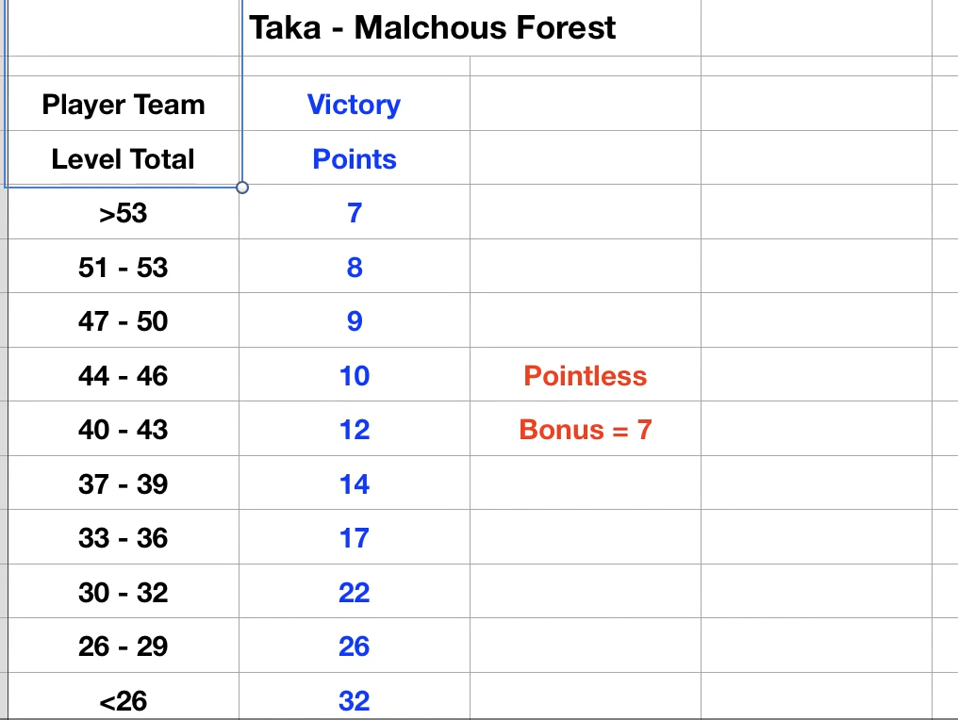 Taka - Malchous Forest
Player Team Victory
Level Total Points
>53 7
51 - 53 8
47 - 50 9
44 - 46 10 Pointless
40 - 43 12 Bonus = 7
37 - 39 14
33 - 36 17
30 - 32 22
26 - 29 26
<26 32